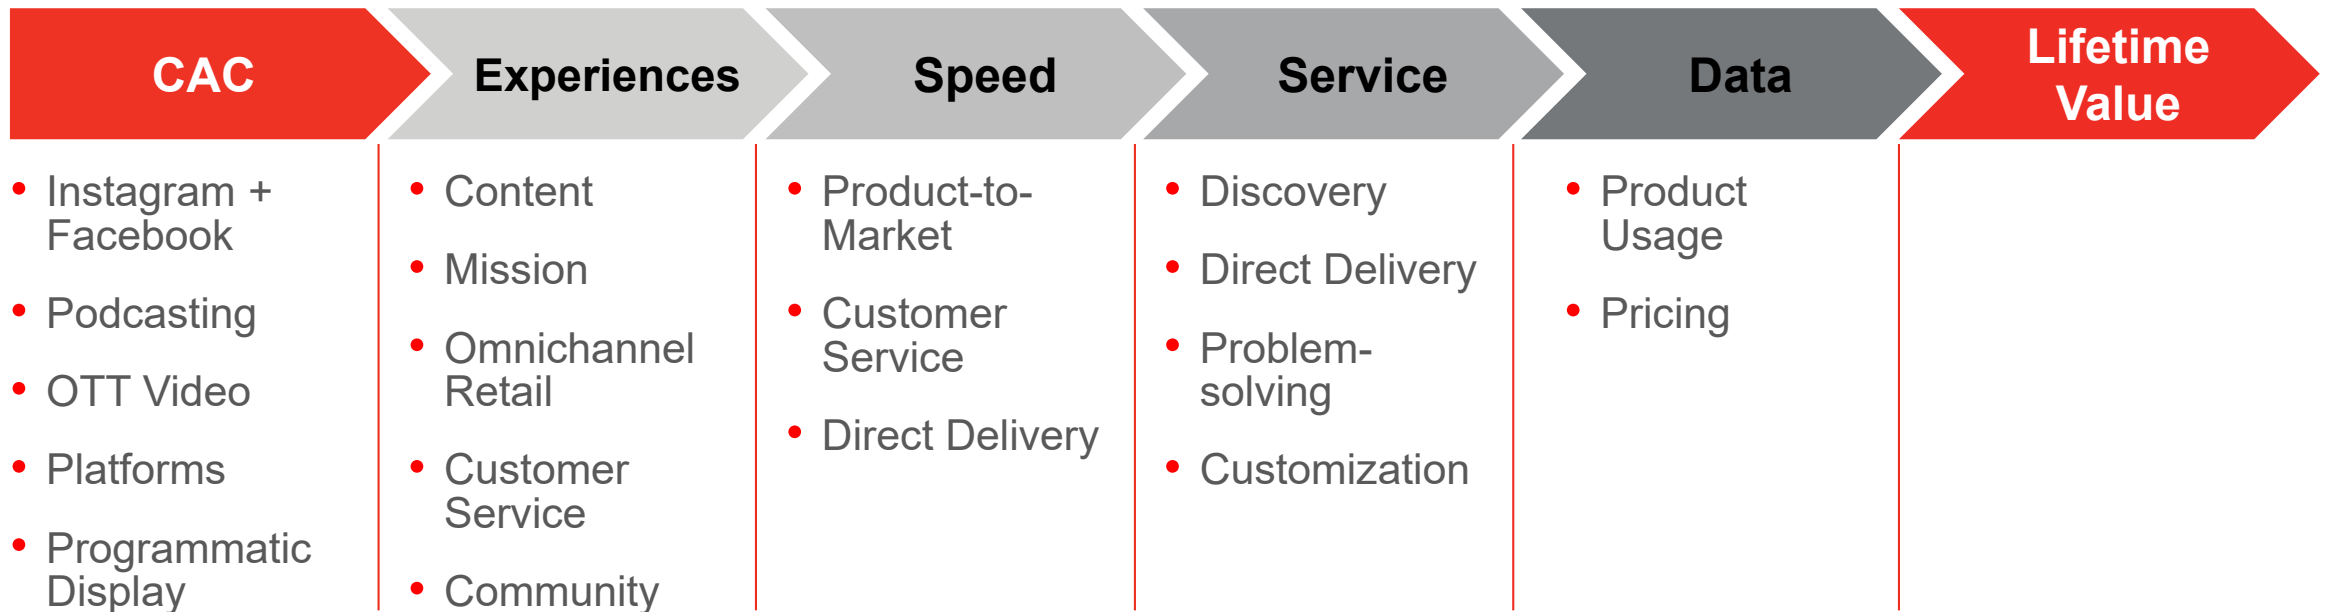 CAC
Experiences
Speed
Service
Data
Lifetime
Value
• Instagram +
Facebook
• Podcasting
• OTT Video
• Platforms
• Programmatic
Display
• Content
• Mission
• Omnichannel
Retail
• Customer
Service
• Community
• Product-to-
Market
• Customer
Service
• Direct Delivery
• Discovery
• Direct Delivery
• Problem-
solving
• Customization
• Product
Usage
• Pricing